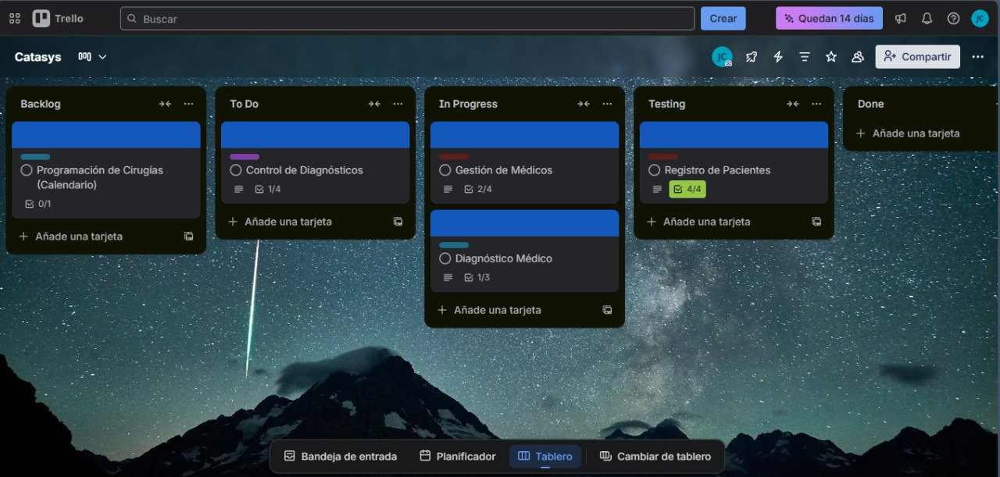 Trello
Buscar
Crear
Quedan 14 días
JC
Catasys
JC
Compartir
Backlog
Programación de Cirugías
(Calendario)
0/1
Añade una tarjeta
To Do
Control de Diagnósticos
1/4
Añade una tarjeta
In Progress
Gestión de Médicos
2/4
Diagnóstico Médico
1/3
Añade una tarjeta
Testing
Registro de Pacientes
4/4
Añade una tarjeta
Done
Añade una tarjeta
Bandeja de entrada
Planificador
Tablero
Cambiar de tablero